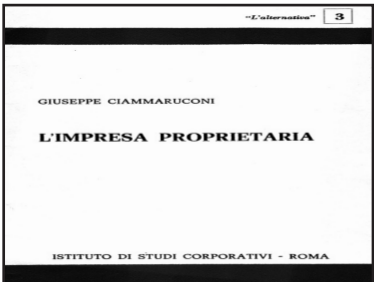 "L'alternativa" 3
GIUSEPPE CIAMMARUCONI
L'IMPRESA PROPRIETARIA
ISTITUTO DI STUDI CORPORATIVI - ROMA